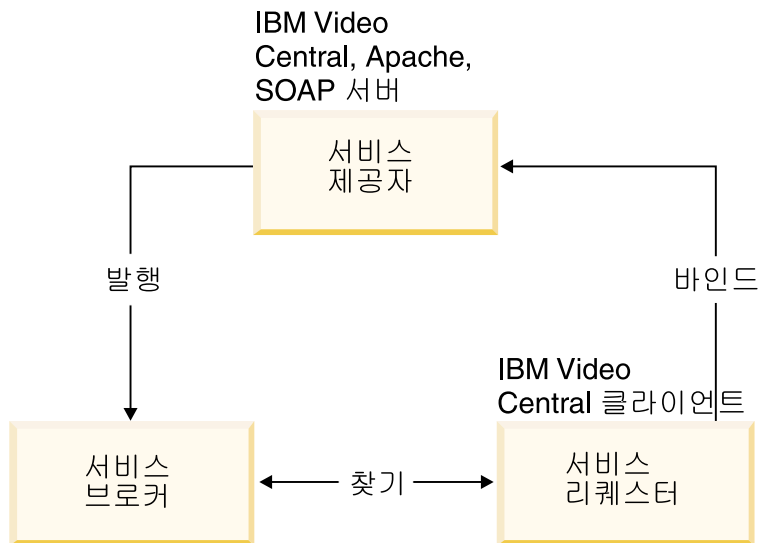 IBM Video
Central, Apache,
SOAP 서버
서비스
제공자
발행
바인드
IBM Video
Central 클라이언트
서비스
브로커
찾기
서비스
리퀘스터